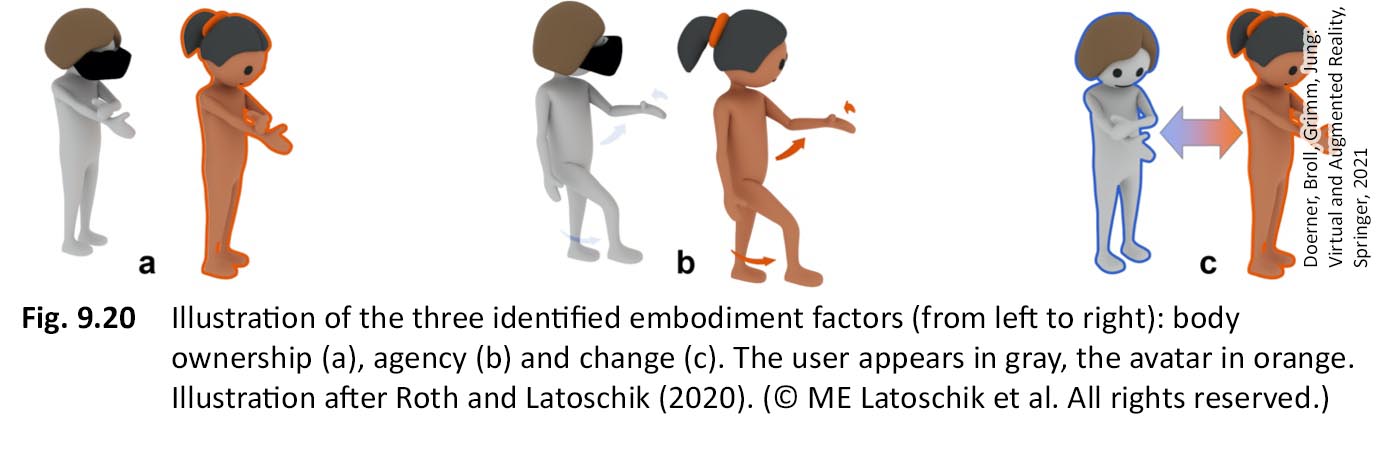 a
b
c
Doerner, Broll, Grimm, Jung:
Virtual and Augmented Reality,
Springer, 2021
Fig. 9.20 Illustration of the three identified embodiment factors (from left to right): body
ownership (a), agency (b) and change (c). The user appears in gray, the avatar in orange.
Illustration after Roth and Latoschik (2020). (© ME Latoschik et al. All rights reserved.)